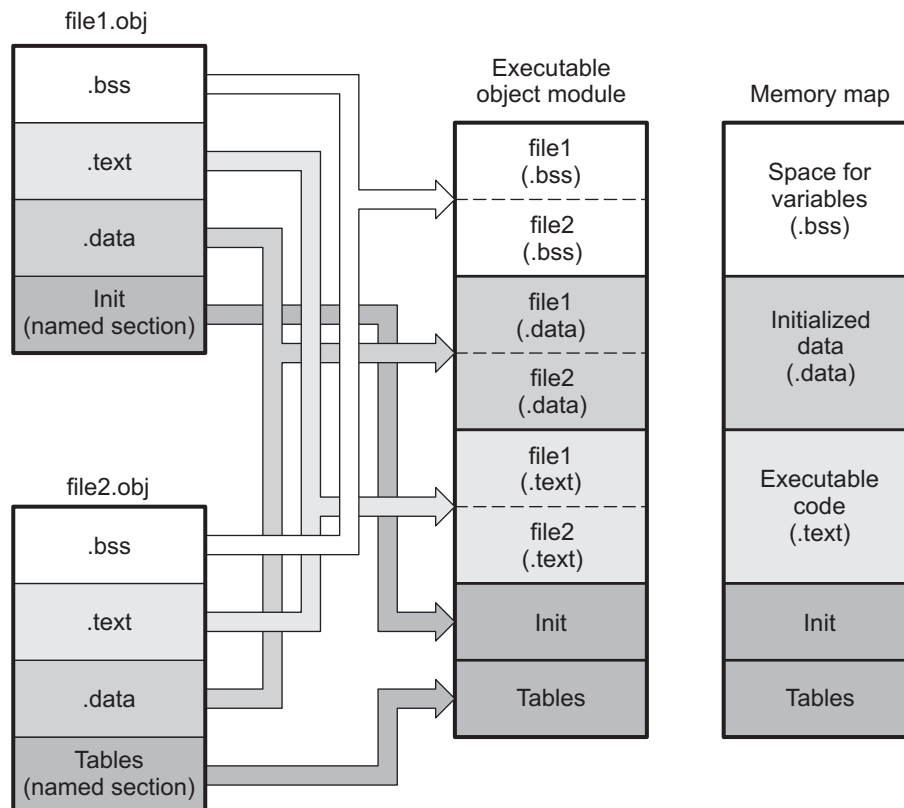 file1.obj
.bss
.text
.data
Init
(named section)
file2.obj
.bss
.text
.data
Tables
(named section)
Executable
object module
file1
(.bss)
file2
(.bss)
file1
(.data)
file2
(.data)
file1
(.text)
file2
(.text)
Init
Tables
Memory map
Space for
variables
(.bss)
Initialized
data
(.data)
Executable
code
(.text)
Init
Tables